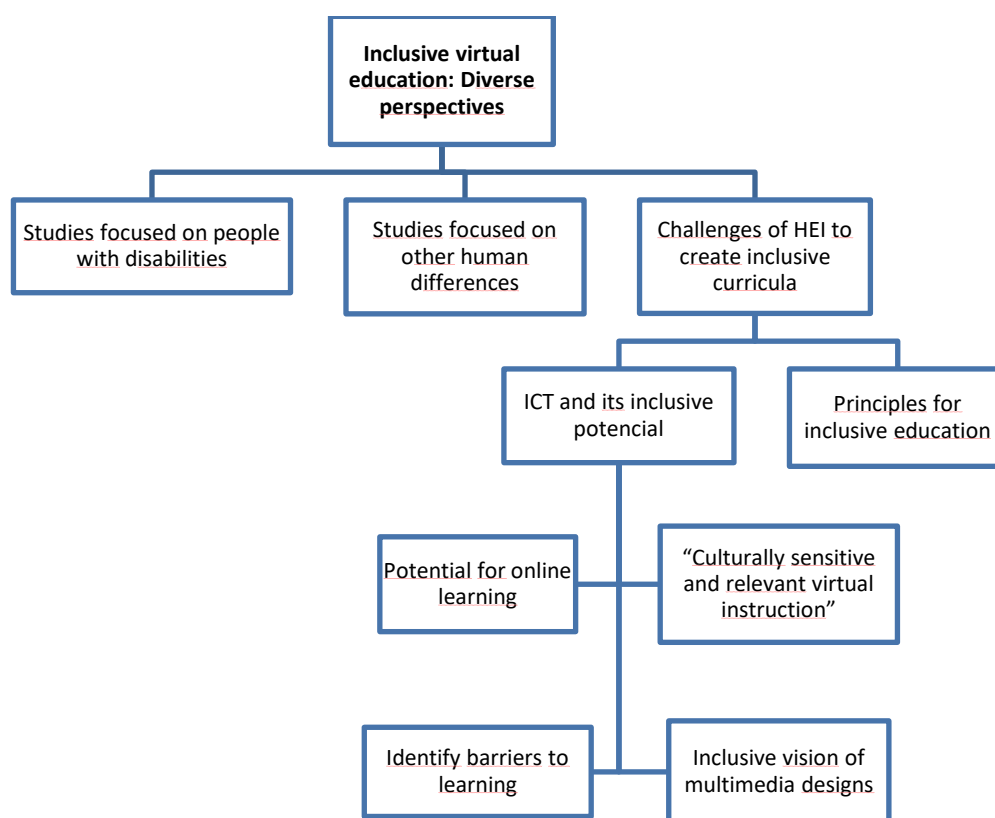 Inclusive virtual
education: Diverse
perspectives
Studies focused on people
with disabilities
Studies focused on
other human
differences
Challenges of HEI to
create inclusive
curricula
ICT and its inclusive
potencial
Principles for
inclusive education
Potential for online
learning
“Culturally sensitive
and relevant virtual
instruction”
Identify barriers to
learning
Inclusive vision of
multimedia designs